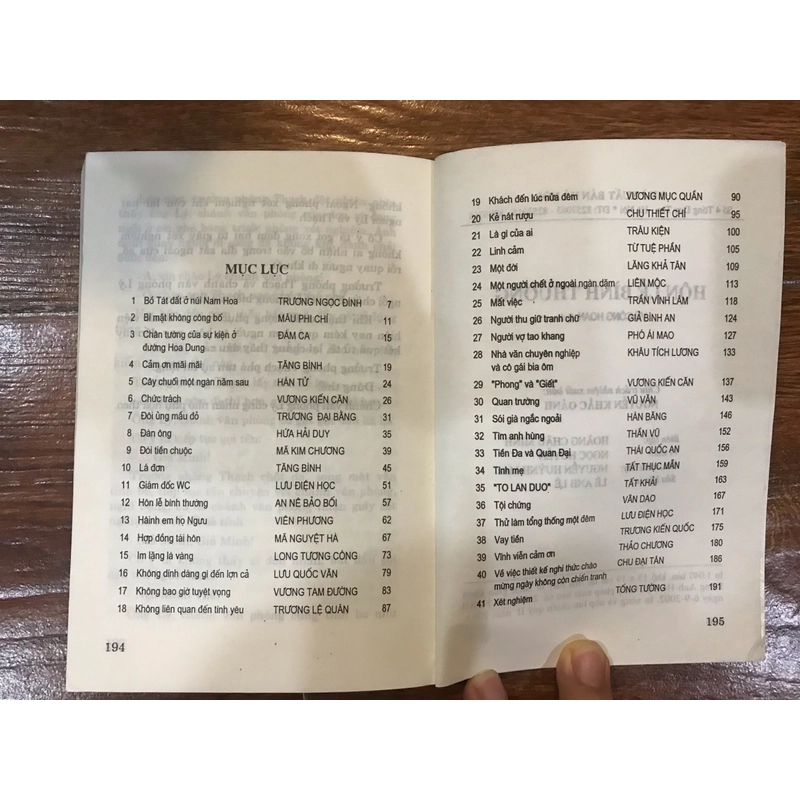 MỤC LỤC
1 Bồ Tát đất ở núi Nam Hoa TRƯƠNG NGỌC ĐÌNH 7
2 Bí mật không công bố MÂU PHI CHÍ 11
3 Chân tướng của sự kiện ở ĐÁM CA 15
đường Hoa Dung
4 Cảm ơn mãi mãi TĂNG BÌNH 19
5 Cây chuối một ngàn năm sau HÁN TỬ 24
6 Chức trách VƯƠNG KIẾN CĂN 26
7 Đôi ủng mẫu đỏ TRƯƠNG ĐẠI BẰNG 31
8 Đàn ông HỨA HẢI DUY 35
9 Đói tiền chuộc MÃ KIM CHƯƠNG 39
10 Lá đơn TĂNG BÌNH 45
11 Giám đốc WC LƯU ĐIỆN HỌC 51
12 Hôn lễ bình thường AN NÊ BẢO BỐI 57
13 Háinh em họ Ngưu VIÊN PHƯƠNG 62
14 Hợp đồng tái hôn MÃ NGUYỆT HÀ 67
15 Im lặng là vàng LONG TƯƠNG CÔNG 73
16 Không dính dáng gì đến lợn cả LƯU QUỐC VĂN 79
17 Không bao giờ tuyệt vọng VƯƠNG TAM ĐƯỜNG 83
18 Không liên quan đến tính yêu TRƯƠNG LỆ QUÂN 87
194
19 Khách đến lúc nửa đêm VƯƠNG MỤC QUẦN 90
20 Kẻ nát rượu CHU THIẾT CHÍ 95
21 Là gì của ai TRÂU KIỆN 100
22 Linh cảm TỪ TUỆ PHẦN 105
23 Một đời LĂNG KHẢ TÂN 109
24 Một người chết ở ngoài ngàn dặm LIÊN MỘC 113
25 Mất việc TRẦN VĨNH LÂM 118
26 Người thu giữ tranh chữ GIẢ BÌNH AN 124
27 Người vợ tao khang PHÓ ÁI MAO 127
28 Nhà văn chuyên nghiệp KHÂU TÍCH LƯƠNG 133
và cô gái bia ôm
29 "Phong" và "Giết" VƯƠNG KIẾN CĂN 137
30 Quan trường VŨ VĂN 143
31 Sói già ngắc ngoải HÀN BĂNG 146
32 Tìm anh hùng THẦN VŨ 152
33 Tiền Đa và Quan Đại THÁI QUỐC AN 156
34 Tình mẹ TẤT THỤC MẪN 159
35 "TO LAN DUO" TẤT KHẢI 163
36 Tội chứng VĂN DAO 167
37 Thử làm tổng thống một đêm LƯU ĐIỆN HỌC 171
38 Vay tiền TRƯƠNG KIẾN QUỐC 175
39 Vĩnh viễn cảm ơn THẢO CHƯƠNG 180
40 Về việc thiết kế nghi thức chào CHU ĐẠI TÂN 186
mừng ngày không còn chiến tranh
41 Xét nghiệm TỔNG TƯỜNG 191
195